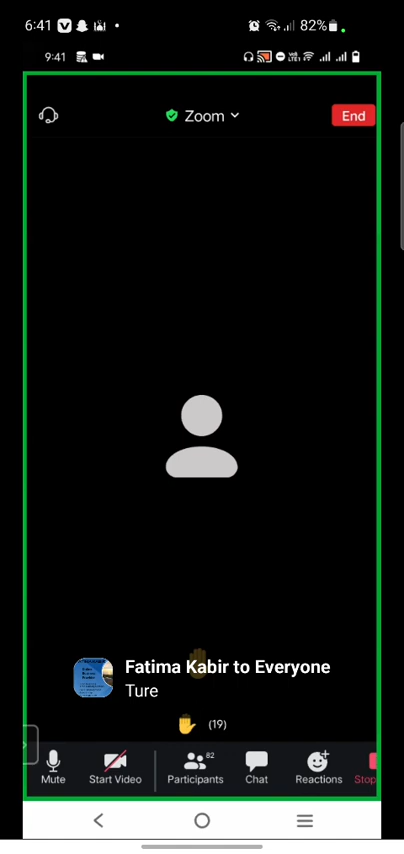 6:41
82%
9:41
Zoom
End
Fatima Kabir to Everyone
Ture
(19)
82
Mute
Start Video
Participants
Chat
Reactions
Stop